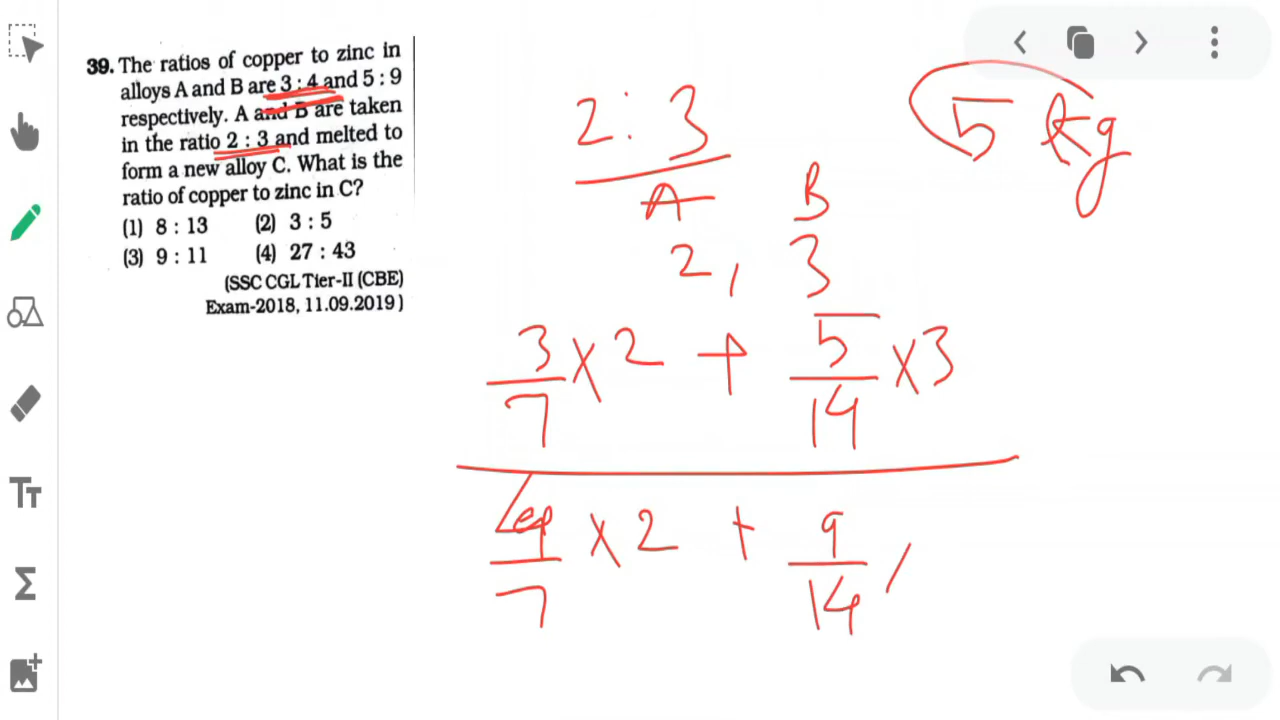 39. The ratios of copper to zinc in
alloys A and B are 3 : 4 and 5 : 9
respectively. A and B are taken
in the ratio 2 : 3 and melted to
form a new alloy C. What is the
ratio of copper to zinc in C?
(1) 8 : 13 (2) 3 : 5
(3) 9 : 11 (4) 27 : 43
(SSC CGL Tier-II (CBE)
Exam-2018, 11.09.2019)
2 : 3
5 kg
A B
2, 3
3/7 × 2 + 5/14 × 3
/7 × 2 + 9/14
TT
Σ